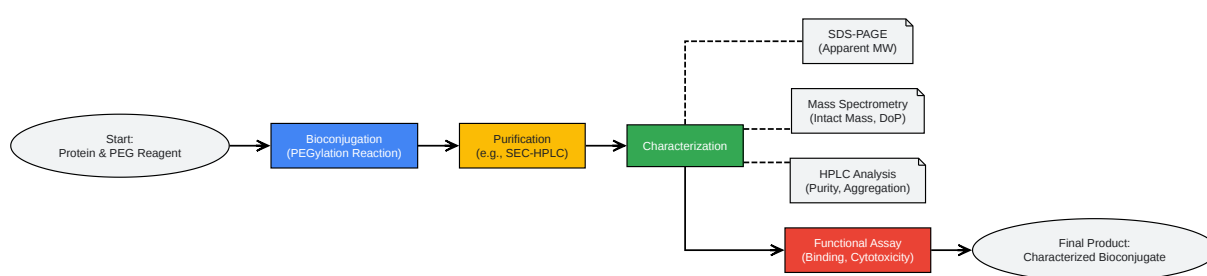 Start:
Protein & PEG Reagent
Bioconjugation
(PEGylation Reaction)
Purification
(e.g., SEC-HPLC)
Characterization
SDS-PAGE
(Apparent MW)
Mass Spectrometry
(Intact Mass, DoP)
HPLC Analysis
(Purity, Aggregation)
Functional Assay
(Binding, Cytotoxicity)
Final Product:
Characterized Bioconjugate